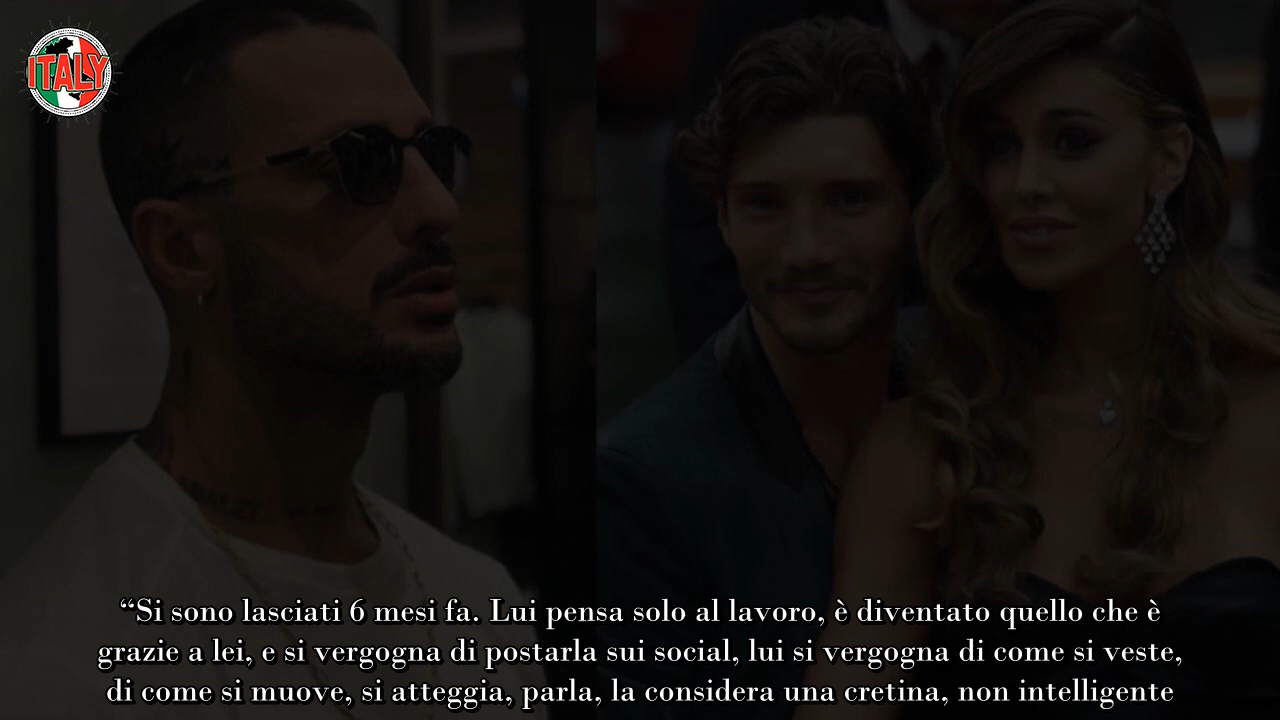 ITALY
“Si sono lasciati 6 mesi fa. Lui pensa solo al lavoro, è diventato quello che è
grazie a lei, e si vergogna di postarla sui social, lui si vergogna di come si veste,
di come si muove, si atteggia, parla, la considera una cretina, non intelligente